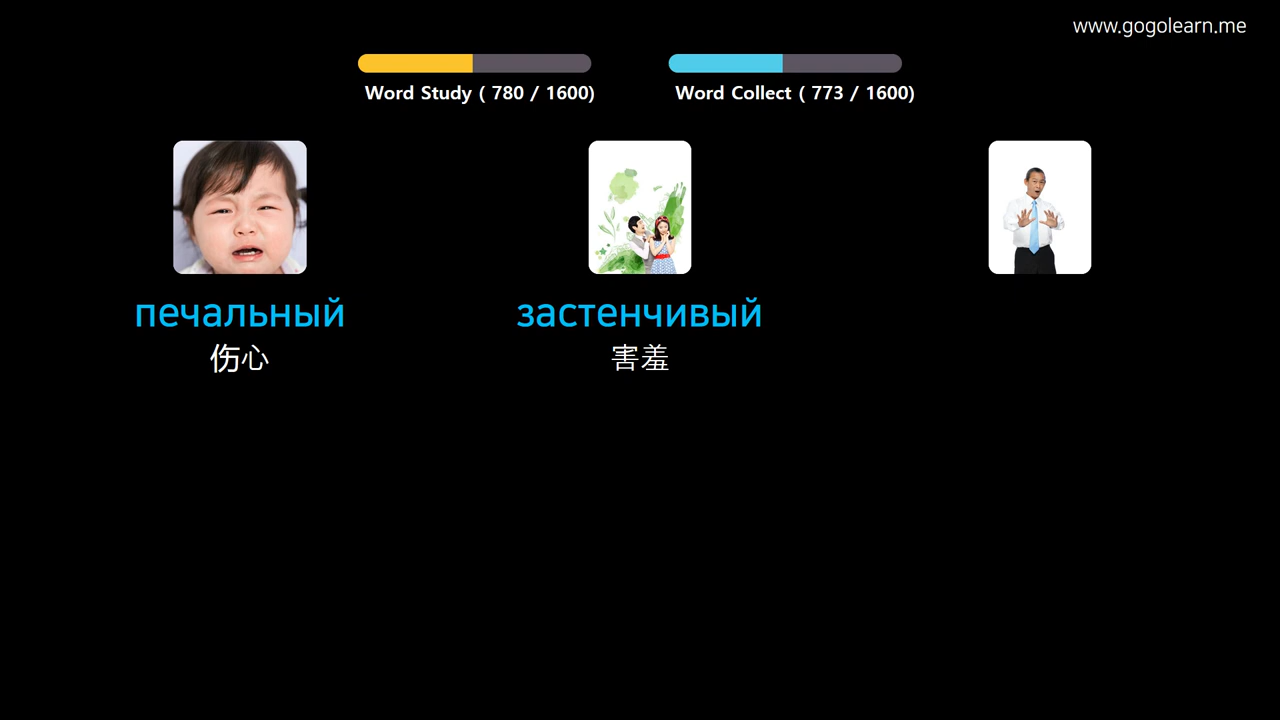 www.gogolearn.me
Word Study ( 780 / 1600)
Word Collect ( 773 / 1600)
печальный
伤心
застенчивый
害羞